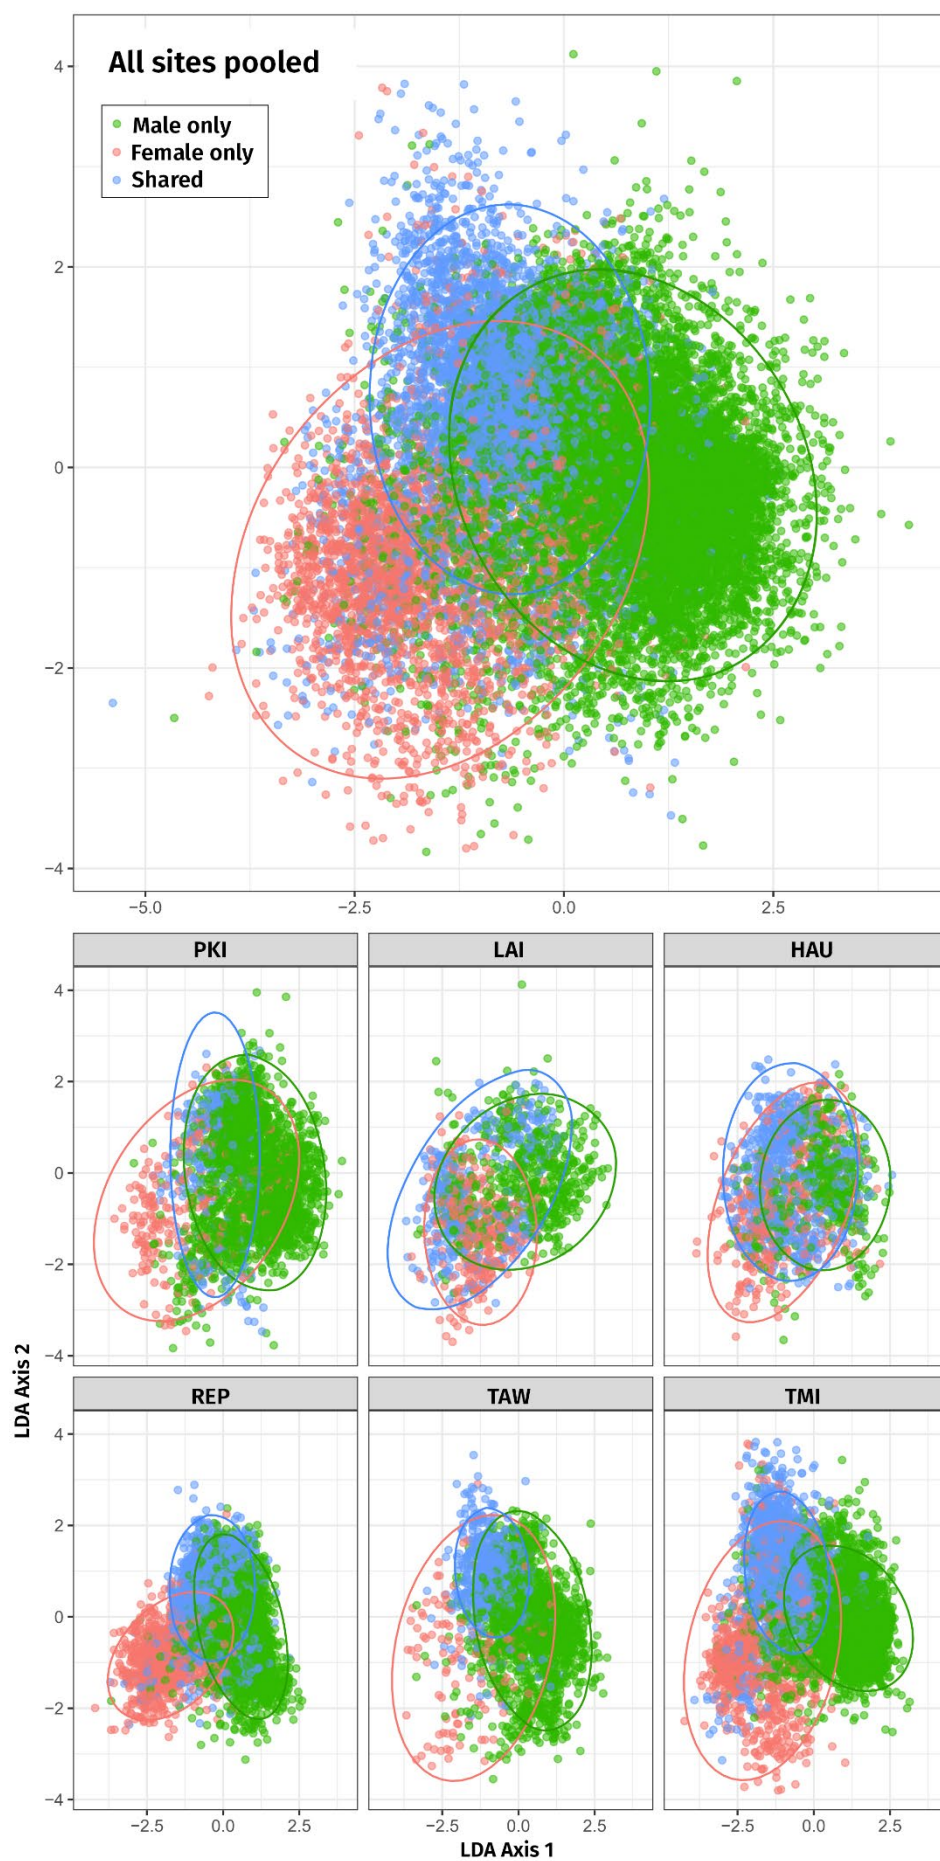 All sites pooled
Male only
Female only
Shared
4
2
0
−2
−4
−5.0 −2.5 0.0 2.5
PKI LAI HAU
4
2
0
−2
−4
REP TAW TMI
4
2
0
−2
−4
−2.5 0.0 2.5 −2.5 0.0 2.5 −2.5 0.0 2.5
LDA Axis 2
LDA Axis 1